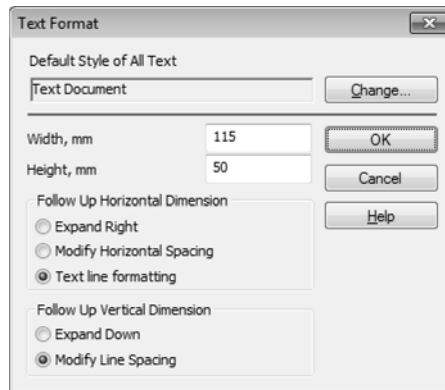 Text Format
Default Style of All Text
Text Document
Change...
Width, mm 115
OK
Height, mm 50
Cancel
Follow Up Horizontal Dimension
Help
Expand Right
Modify Horizontal Spacing
Text line formatting
Follow Up Vertical Dimension
Expand Down
Modify Line Spacing